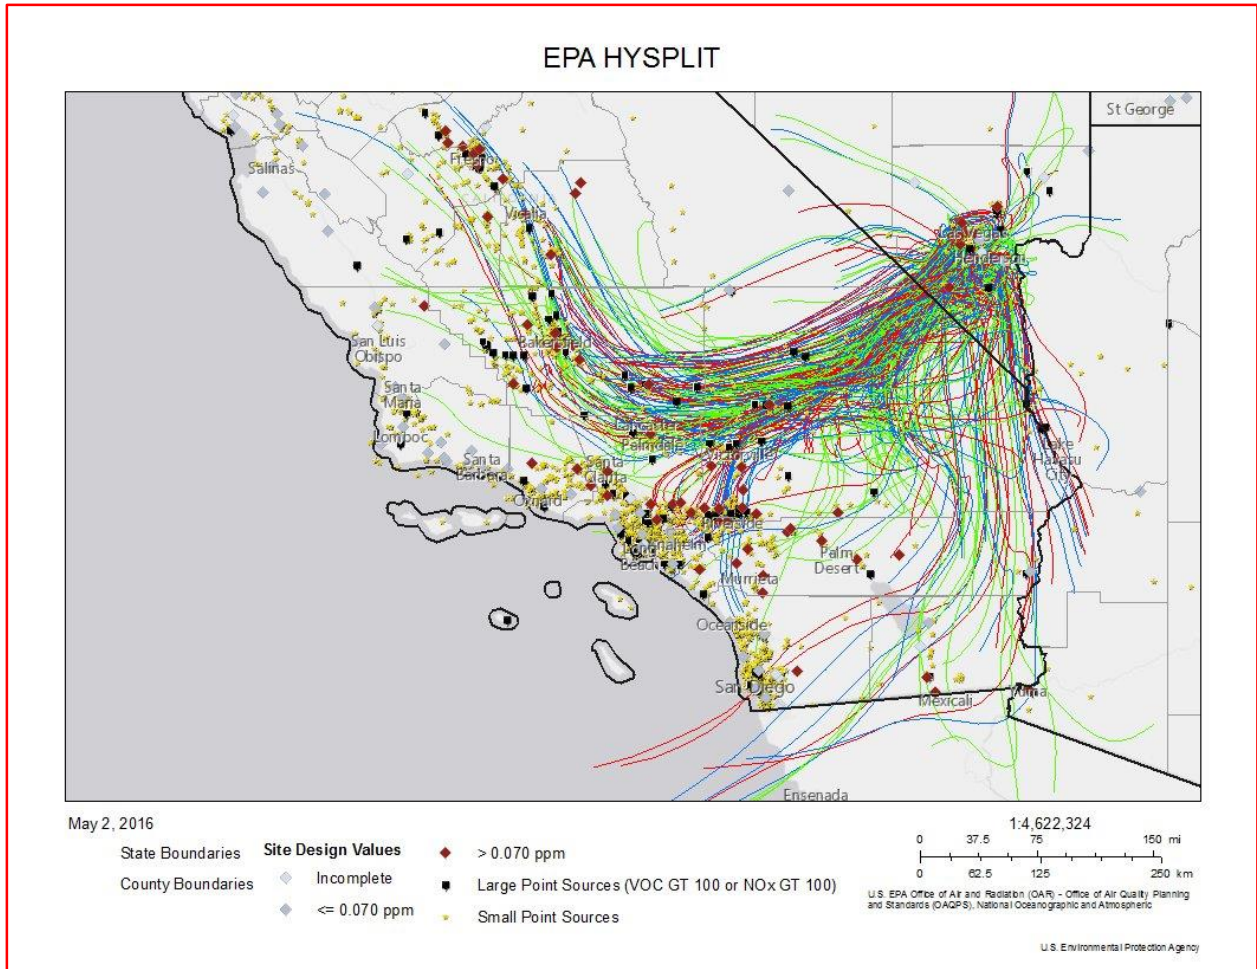 EPA HYSPLIT
St George
Salinas
Fresno
Visalia
Las Vegas
Henderson
San Luis
Obispo
Bakersfield
Santa
Maria
Lompoc
Lancaster
Palmdale
Victorville
Lake
Havasu
City
Santa
Barbara
Santa
Clarita
Oxnard
Riverside
Anaheim
Long
Beach
Palm
Desert
Murrieta
Oceanside
San Diego
Mexicali
Yuma
Ensenada
May 2, 2016
1:4,622,324
0 37.5 75 150 mi
0 62.5 125 250 km
State Boundaries
County Boundaries
Site Design Values
Incomplete
<= 0.070 ppm
> 0.070 ppm
Large Point Sources (VOC GT 100 or NOx GT 100)
Small Point Sources
U.S. EPA Office of Air and Radiation (OAR) - Office of Air Quality Planning
and Standards (OAQPS), National Oceanographic and Atmospheric
U.S. Environmental Protection Agency